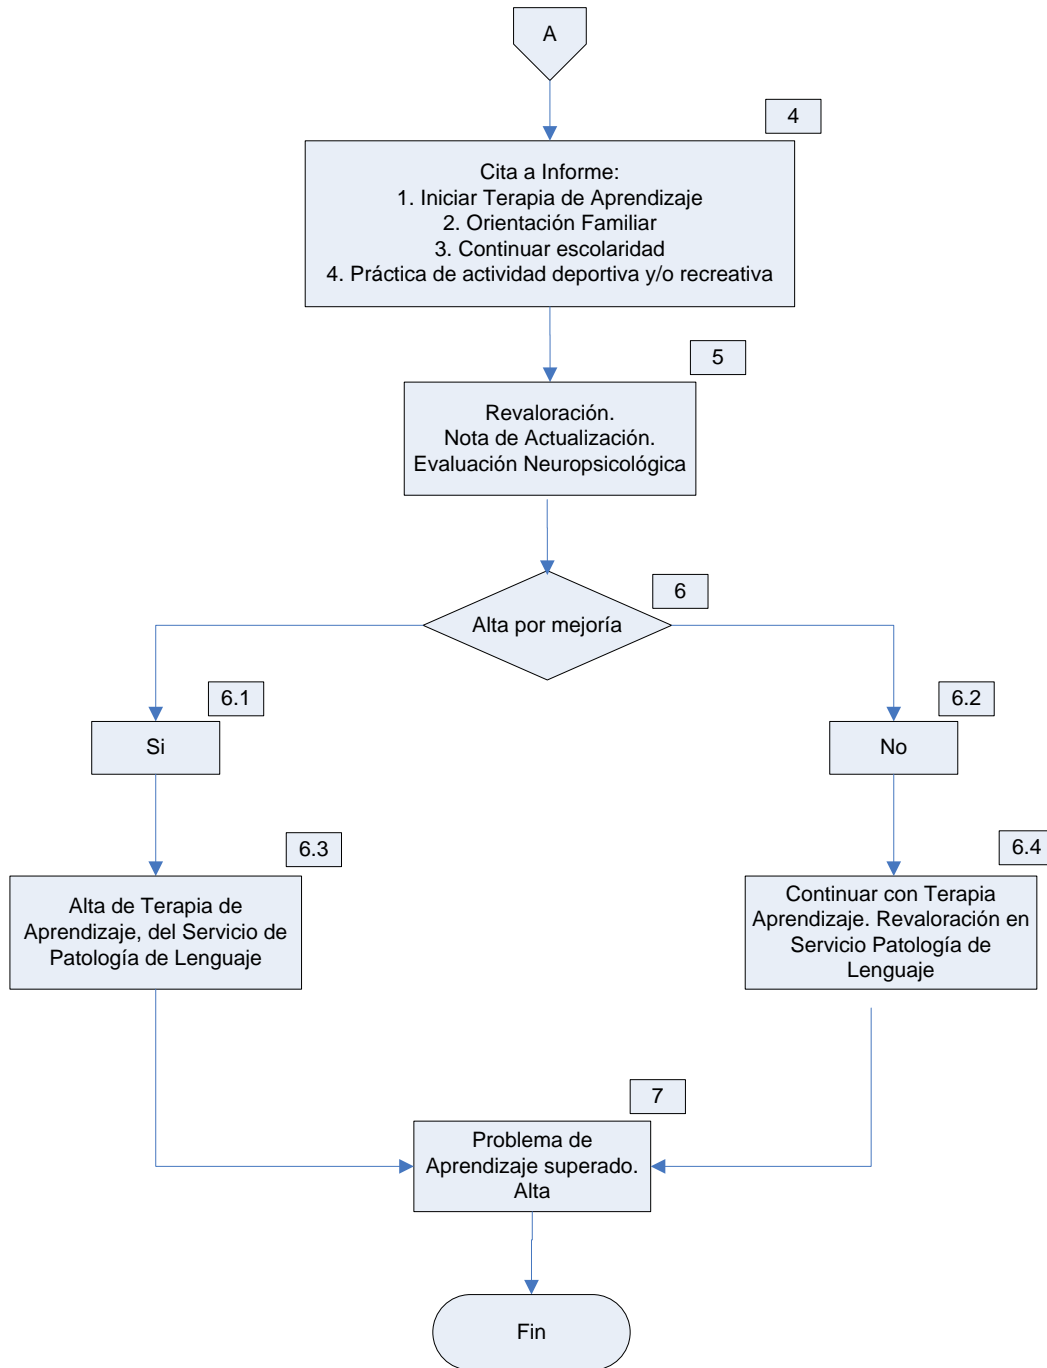 A
4
Cita a Informe:
1. Iniciar Terapia de Aprendizaje
2. Orientación Familiar
3. Continuar escolaridad
4. Práctica de actividad deportiva y/o recreativa
5
Revaloración.
Nota de Actualización.
Evaluación Neuropsicológica
6
Alta por mejoría
6.1
Si
6.2
No
6.3
Alta de Terapia de
Aprendizaje, del Servicio de
Patología de Lenguaje
6.4
Continuar con Terapia
Aprendizaje. Revaloración en
Servicio Patología de
Lenguaje
7
Problema de
Aprendizaje superado.
Alta
Fin